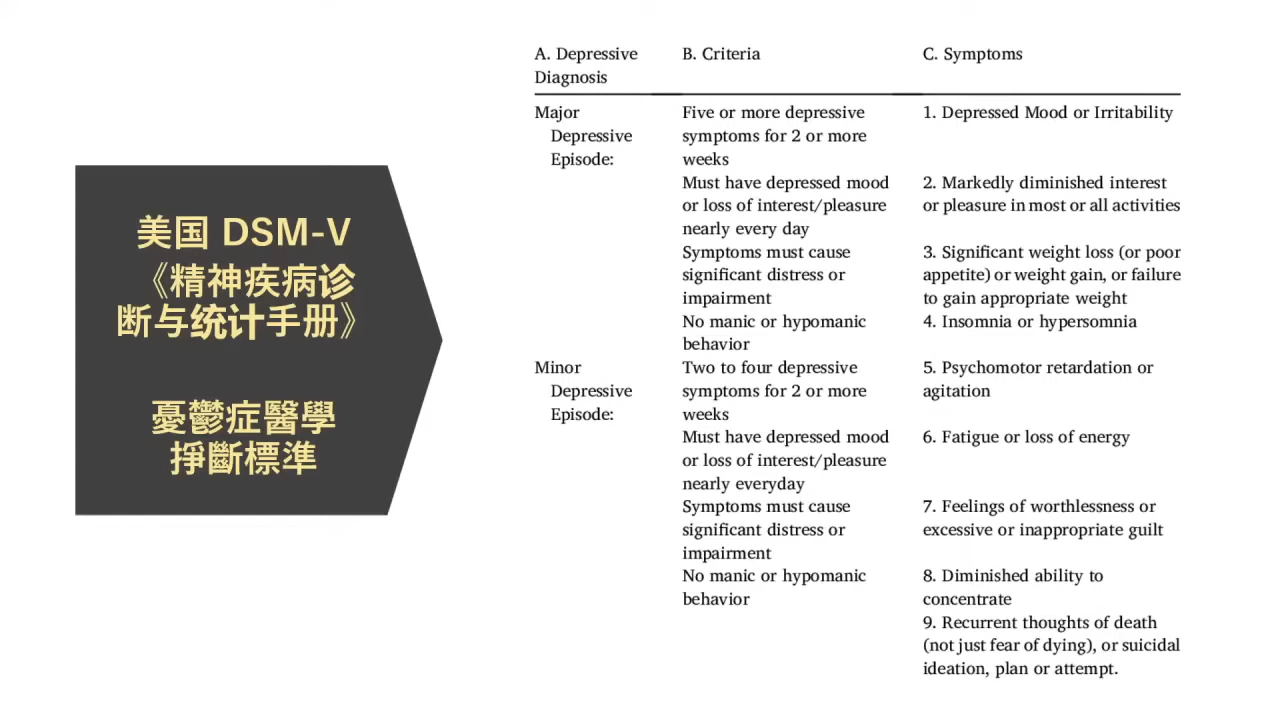 美国 DSM-V
《精神疾病诊
断与统计手册》
憂鬱症醫學
掙斷標準
A. Depressive
Diagnosis
B. Criteria
C. Symptoms
Major
Depressive
Episode:
Five or more depressive
symptoms for 2 or more
weeks
Must have depressed mood
or loss of interest/pleasure
nearly every day
Symptoms must cause
significant distress or
impairment
No manic or hypomanic
behavior
Minor
Depressive
Episode:
Two to four depressive
symptoms for 2 or more
weeks
Must have depressed mood
or loss of interest/pleasure
nearly everyday
Symptoms must cause
significant distress or
impairment
No manic or hypomanic
behavior
1. Depressed Mood or Irritability
2. Markedly diminished interest
or pleasure in most or all activities
3. Significant weight loss (or poor
appetite) or weight gain, or failure
to gain appropriate weight
4. Insomnia or hypersomnia
5. Psychomotor retardation or
agitation
6. Fatigue or loss of energy
7. Feelings of worthlessness or
excessive or inappropriate guilt
8. Diminished ability to
concentrate
9. Recurrent thoughts of death
(not just fear of dying), or suicidal
ideation, plan or attempt.